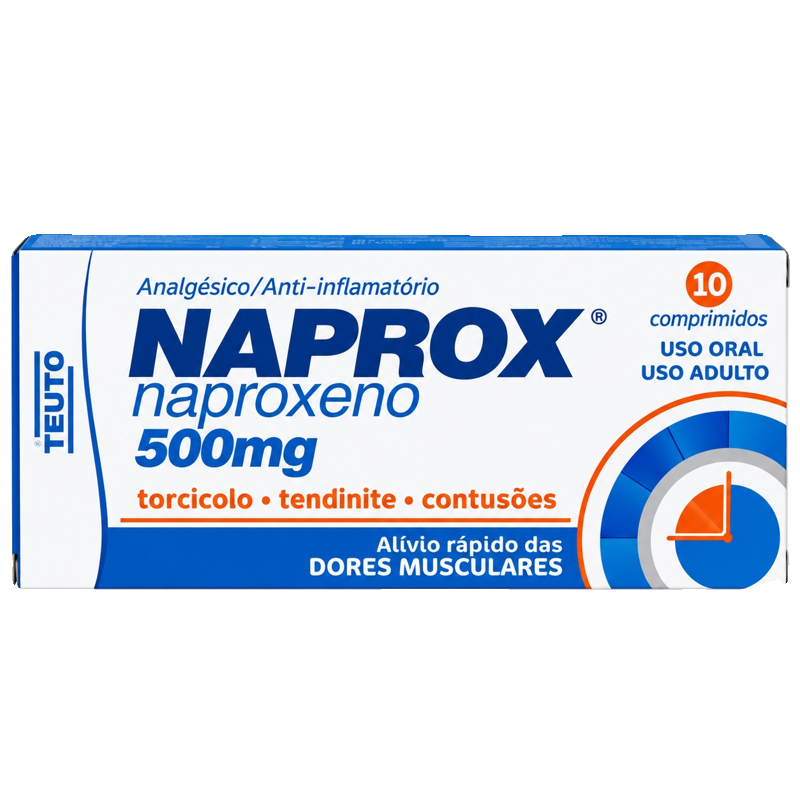 Analgésico/Anti-inflamatório
NAPROX®
naproxeno
500mg
torcicolo • tendinite • contusões
Alívio rápido das
DORES MUSCULARES
10
comprimidos
USO ORAL
USO ADULTO
TEUTO